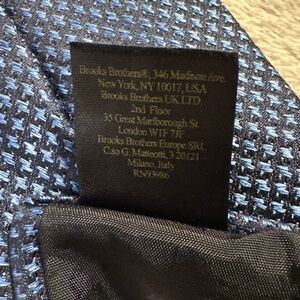 Brooks Brothers®, 346 Madison Ave.
New York, NY 10017, USA
Brooks Brothers UK LTD.
2nd Floor
35 Great Marlborough St.
London W1F 7JF
Brooks Brothers Europe SRL
C.so G. Matteotti, 3 20121 -
Milano, Italy
RN93986